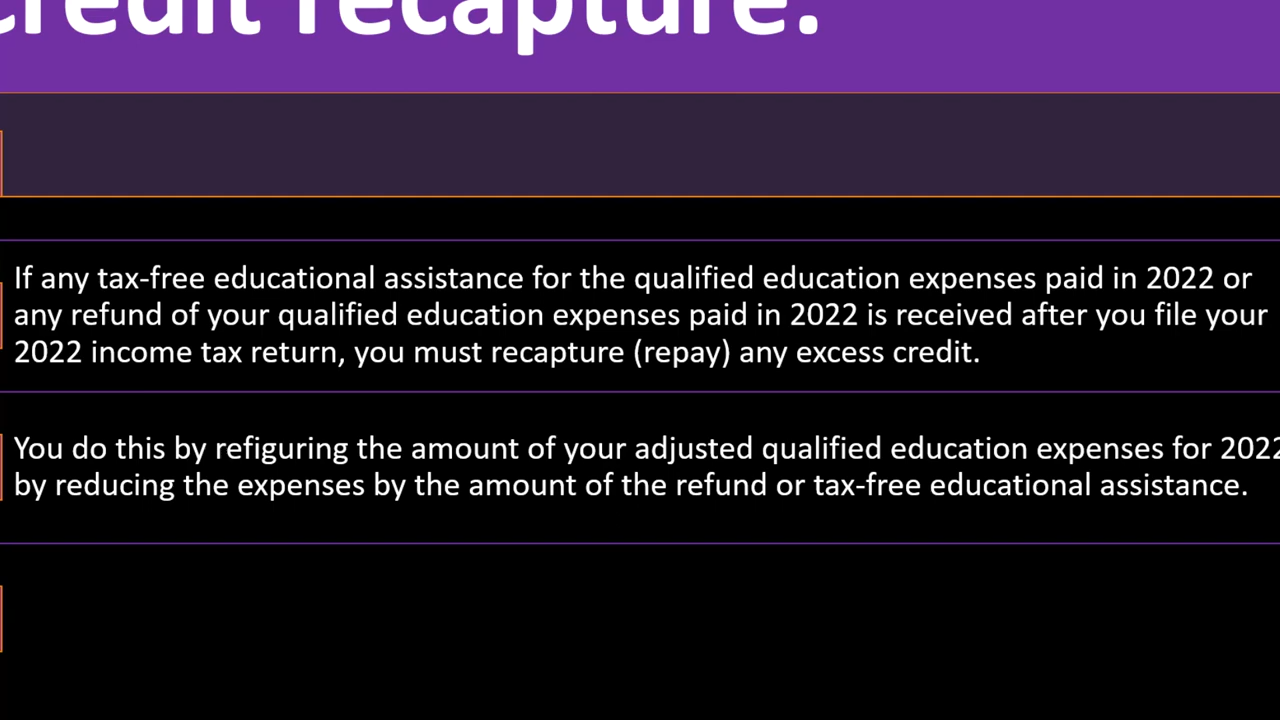 credit recapture.
If any tax-free educational assistance for the qualified education expenses paid in 2022 or
any refund of your qualified education expenses paid in 2022 is received after you file your
2022 income tax return, you must recapture (repay) any excess credit.
You do this by refiguring the amount of your adjusted qualified education expenses for 2022
by reducing the expenses by the amount of the refund or tax-free educational assistance.